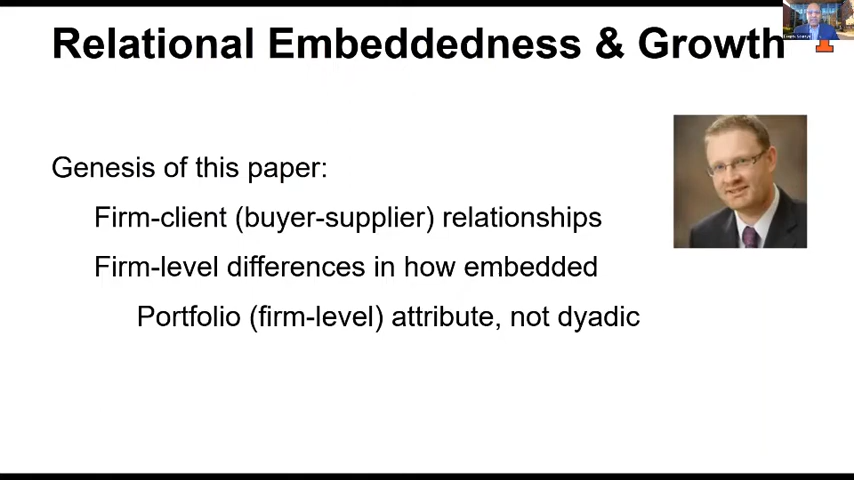 Relational Embeddedness & Growth
Genesis of this paper:
Firm-client (buyer-supplier) relationships
Firm-level differences in how embedded
Portfolio (firm-level) attribute, not dyadic